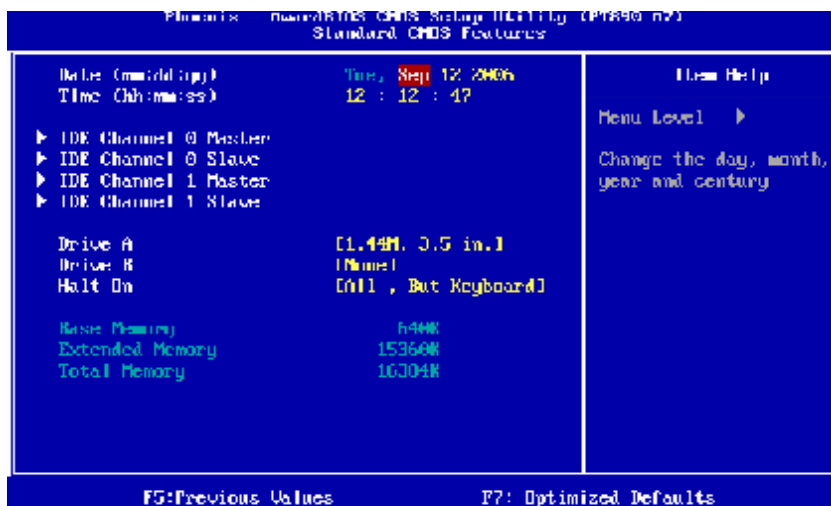 Phoenix - AwardBIOS CMOS Setup Utility
Standard CMOS Features
Date (mm:dd:yy) Tue, Sep 12 2006
Time (hh:mm:ss) 12 : 12 : 47
IDE Channel 0 Master
IDE Channel 0 Slave
IDE Channel 1 Master
IDE Channel 1 Slave
Drive A [1.44M, 3.5 in.]
Drive B [None]
Halt On [All , But Keyboard]
Base Memory 640K
Extended Memory 15360K
Total Memory 16384K
Item Help
Menu Level
Change the day, month,
year and century
F5:Previous Values F7: Optimized Defaults